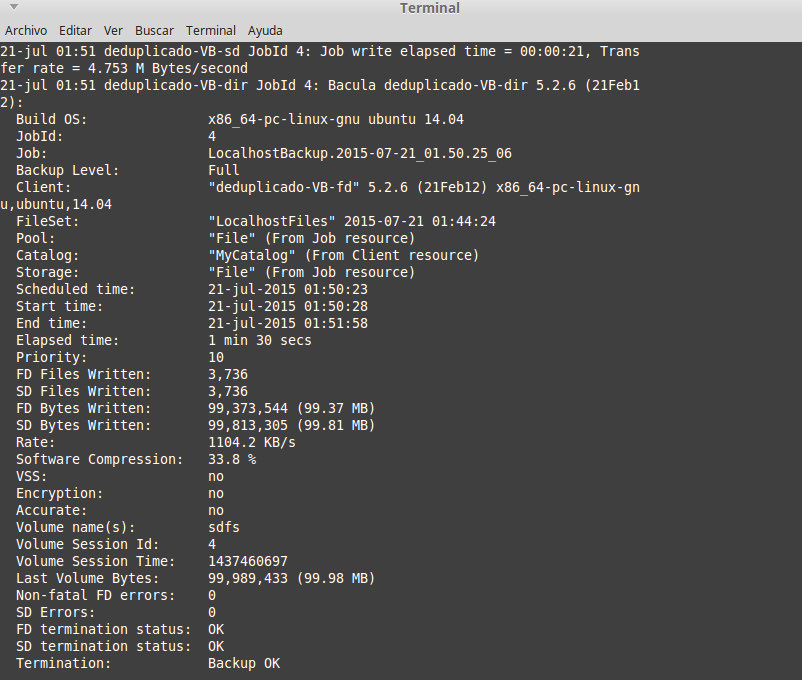 Terminal
Archivo Editar Ver Buscar Terminal Ayuda
21-jul 01:51 deduplicado-VB-sd JobId 4: Job write elapsed time = 00:00:21, Trans
fer rate = 4.753 M Bytes/second
21-jul 01:51 deduplicado-VB-dir JobId 4: Bacula deduplicado-VB-dir 5.2.6 (21Feb1
2):
  Build OS:               x86_64-pc-linux-gnu ubuntu 14.04
  JobId:                  4
  Job:                    LocalhostBackup.2015-07-21_01.50.25_06
  Backup Level:           Full
  Client:                 "deduplicado-VB-fd" 5.2.6 (21Feb12) x86_64-pc-linux-gn
u,ubuntu,14.04
  FileSet:                "LocalhostFiles" 2015-07-21 01:44:24
  Pool:                   "File" (From Job resource)
  Catalog:                "MyCatalog" (From Client resource)
  Storage:                "File" (From Job resource)
  Scheduled time:         21-jul-2015 01:50:23
  Start time:             21-jul-2015 01:50:28
  End time:               21-jul-2015 01:51:58
  Elapsed time:           1 min 30 secs
  Priority:               10
  FD Files Written:       3,736
  SD Files Written:       3,736
  FD Bytes Written:       99,373,544 (99.37 MB)
  SD Bytes Written:       99,813,305 (99.81 MB)
  Rate:                   1104.2 KB/s
  Software Compression:   33.8 %
  VSS:                    no
  Encryption:             no
  Accurate:               no
  Volume name(s):         sdfs
  Volume Session Id:      4
  Volume Session Time:    1437460697
  Last Volume Bytes:      99,989,433 (99.98 MB)
  Non-fatal FD errors:    0
  SD Errors:              0
  FD termination status:  OK
  SD termination status:  OK
  Termination:            Backup OK